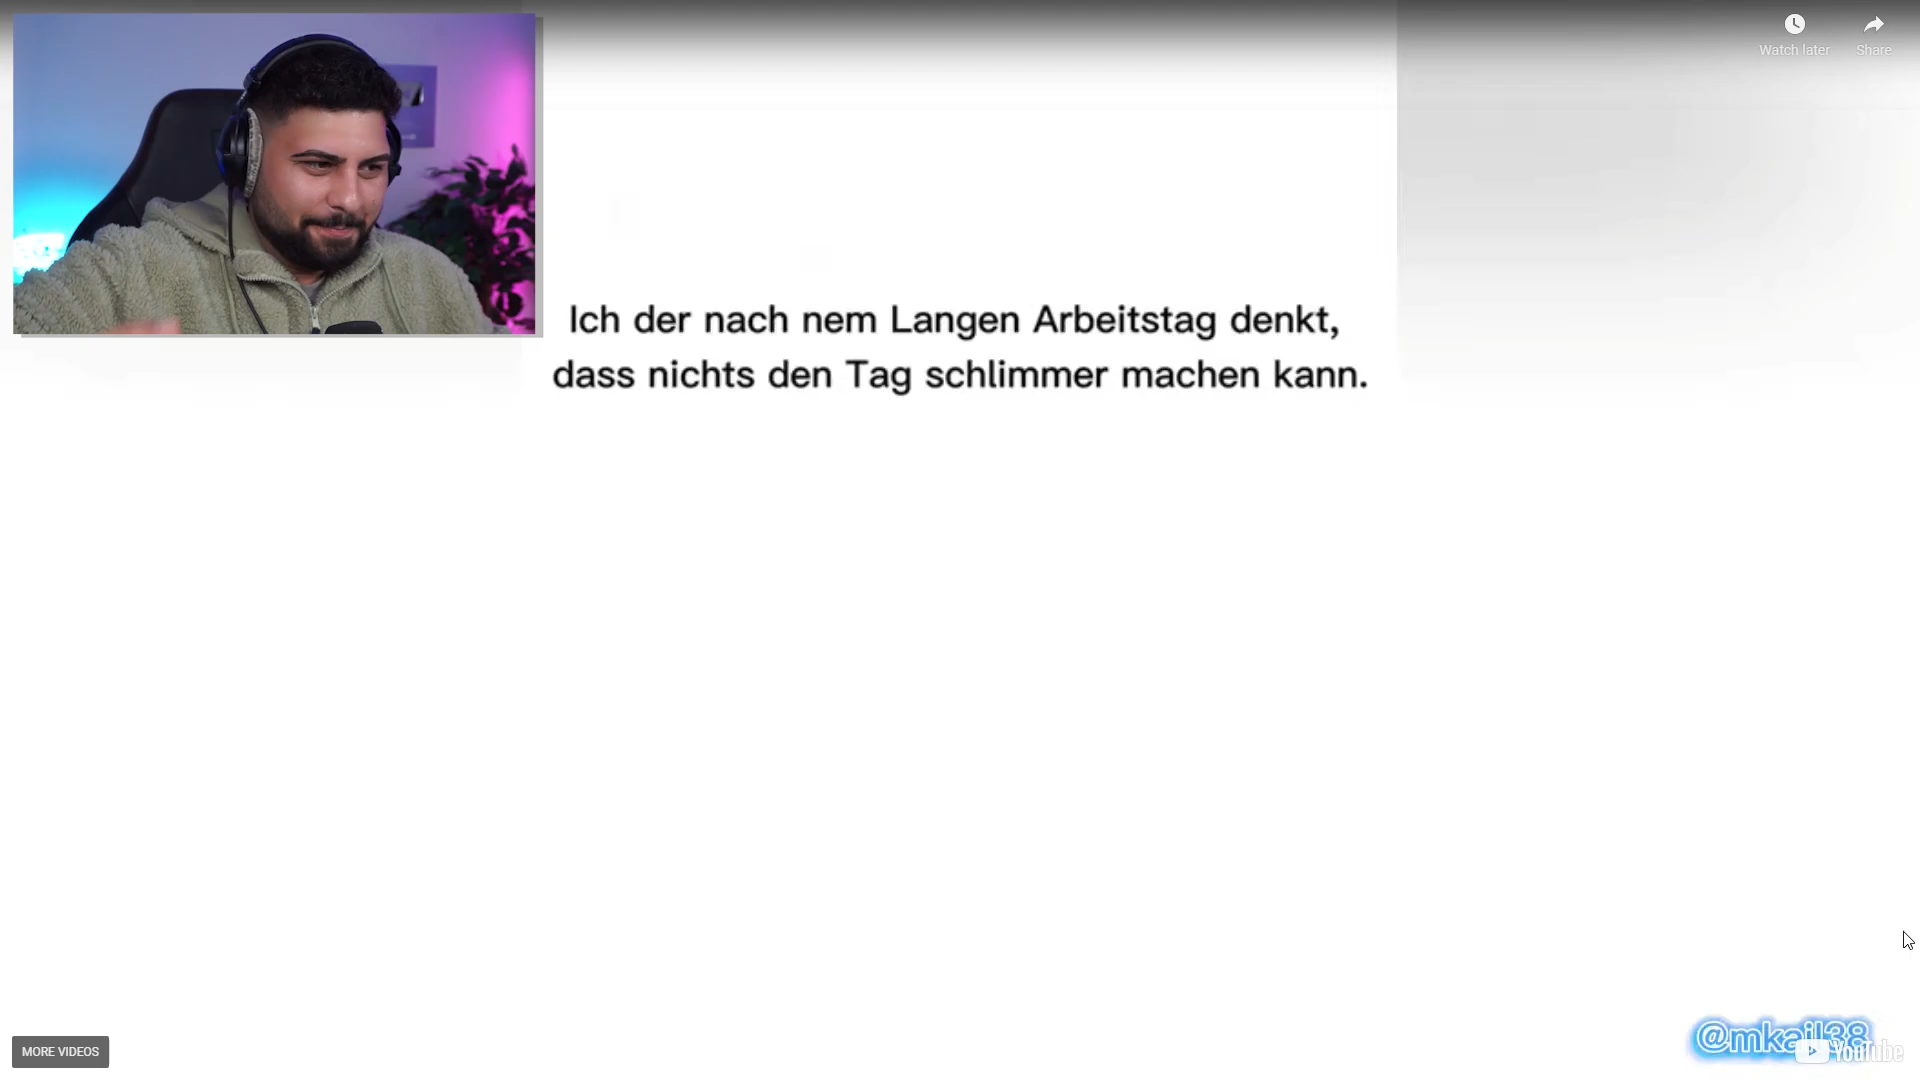 Watch later
Share
Ich der nach nem Langen Arbeitstag denkt,
dass nichts den Tag schlimmer machen kann.
MORE VIDEOS
@mkail38
YouTube